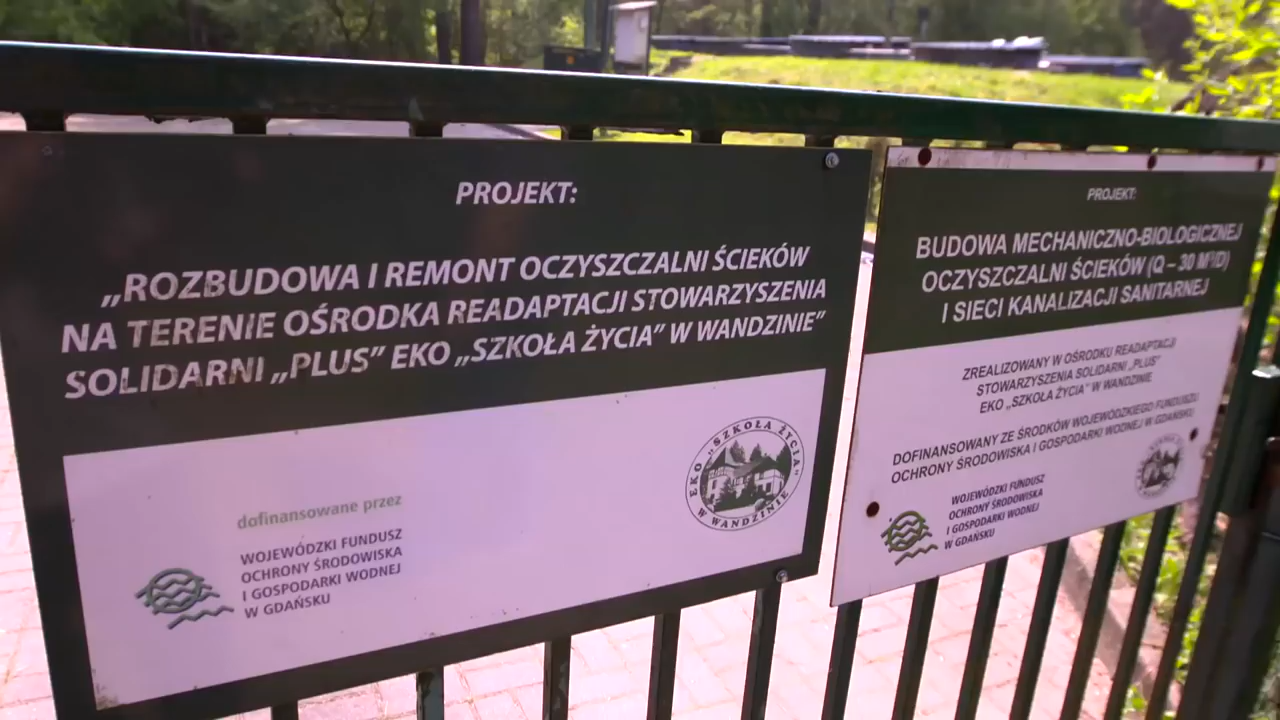 PROJEKT:
„ROZBUDOWA I REMONT OCZYSZCZALNI ŚCIEKÓW
NA TERENIE OŚRODKA READAPTACJI STOWARZYSZENIA
SOLIDARNI „PLUS” EKO „SZKOŁA ŻYCIA” W WANDZINIE”
dofinansowane przez
WOJEWÓDZKI FUNDUSZ
OCHRONY ŚRODOWISKA
I GOSPODARKI WODNEJ
W GDAŃSKU
EKO „SZKOŁA ŻYCIA”
W WANDZINIE
PROJEKT:
BUDOWA MECHANICZNO-BIOLOGICZNEJ
OCZYSZCZALNI ŚCIEKÓW (Q – 30 M³/D)
I SIECI KANALIZACJI SANITARNEJ
ZREALIZOWANY W OŚRODKU READAPTACJI
STOWARZYSZENIA SOLIDARNI „PLUS”
EKO „SZKOŁA ŻYCIA” W WANDZINIE
DOFINANSOWANY ZE ŚRODKÓW WOJEWÓDZKIEGO FUNDUSZU
OCHRONY ŚRODOWISKA I GOSPODARKI WODNEJ W GDAŃSKU
WOJEWÓDZKI FUNDUSZ
OCHRONY ŚRODOWISKA
I GOSPODARKI WODNEJ
W GDAŃSKU